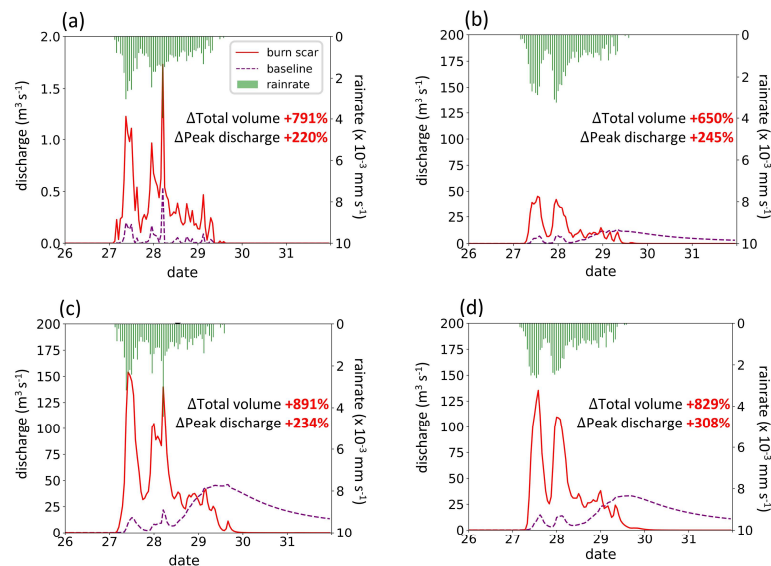 (a)
2.0
1.5
1.0
0.5
0.0
discharge (m³ s⁻¹)
burn scar
baseline
rainrate
ΔTotal volume +791%
ΔPeak discharge +220%
0
2
4
6
8
10
rainrate (x 10⁻³ mm s⁻¹)
26 27 28 29 30 31
date
(b)
200
175
150
125
100
75
50
25
0
discharge (m³ s⁻¹)
ΔTotal volume +650%
ΔPeak discharge +245%
0
2
4
6
8
10
rainrate (x 10⁻³ mm s⁻¹)
26 27 28 29 30 31
date
(c)
200
175
150
125
100
75
50
25
0
discharge (m³ s⁻¹)
ΔTotal volume +891%
ΔPeak discharge +234%
0
2
4
6
8
10
rainrate (x 10⁻³ mm s⁻¹)
26 27 28 29 30 31
date
(d)
200
175
150
125
100
75
50
25
0
discharge (m³ s⁻¹)
ΔTotal volume +829%
ΔPeak discharge +308%
0
2
4
6
8
10
rainrate (x 10⁻³ mm s⁻¹)
26 27 28 29 30 31
date